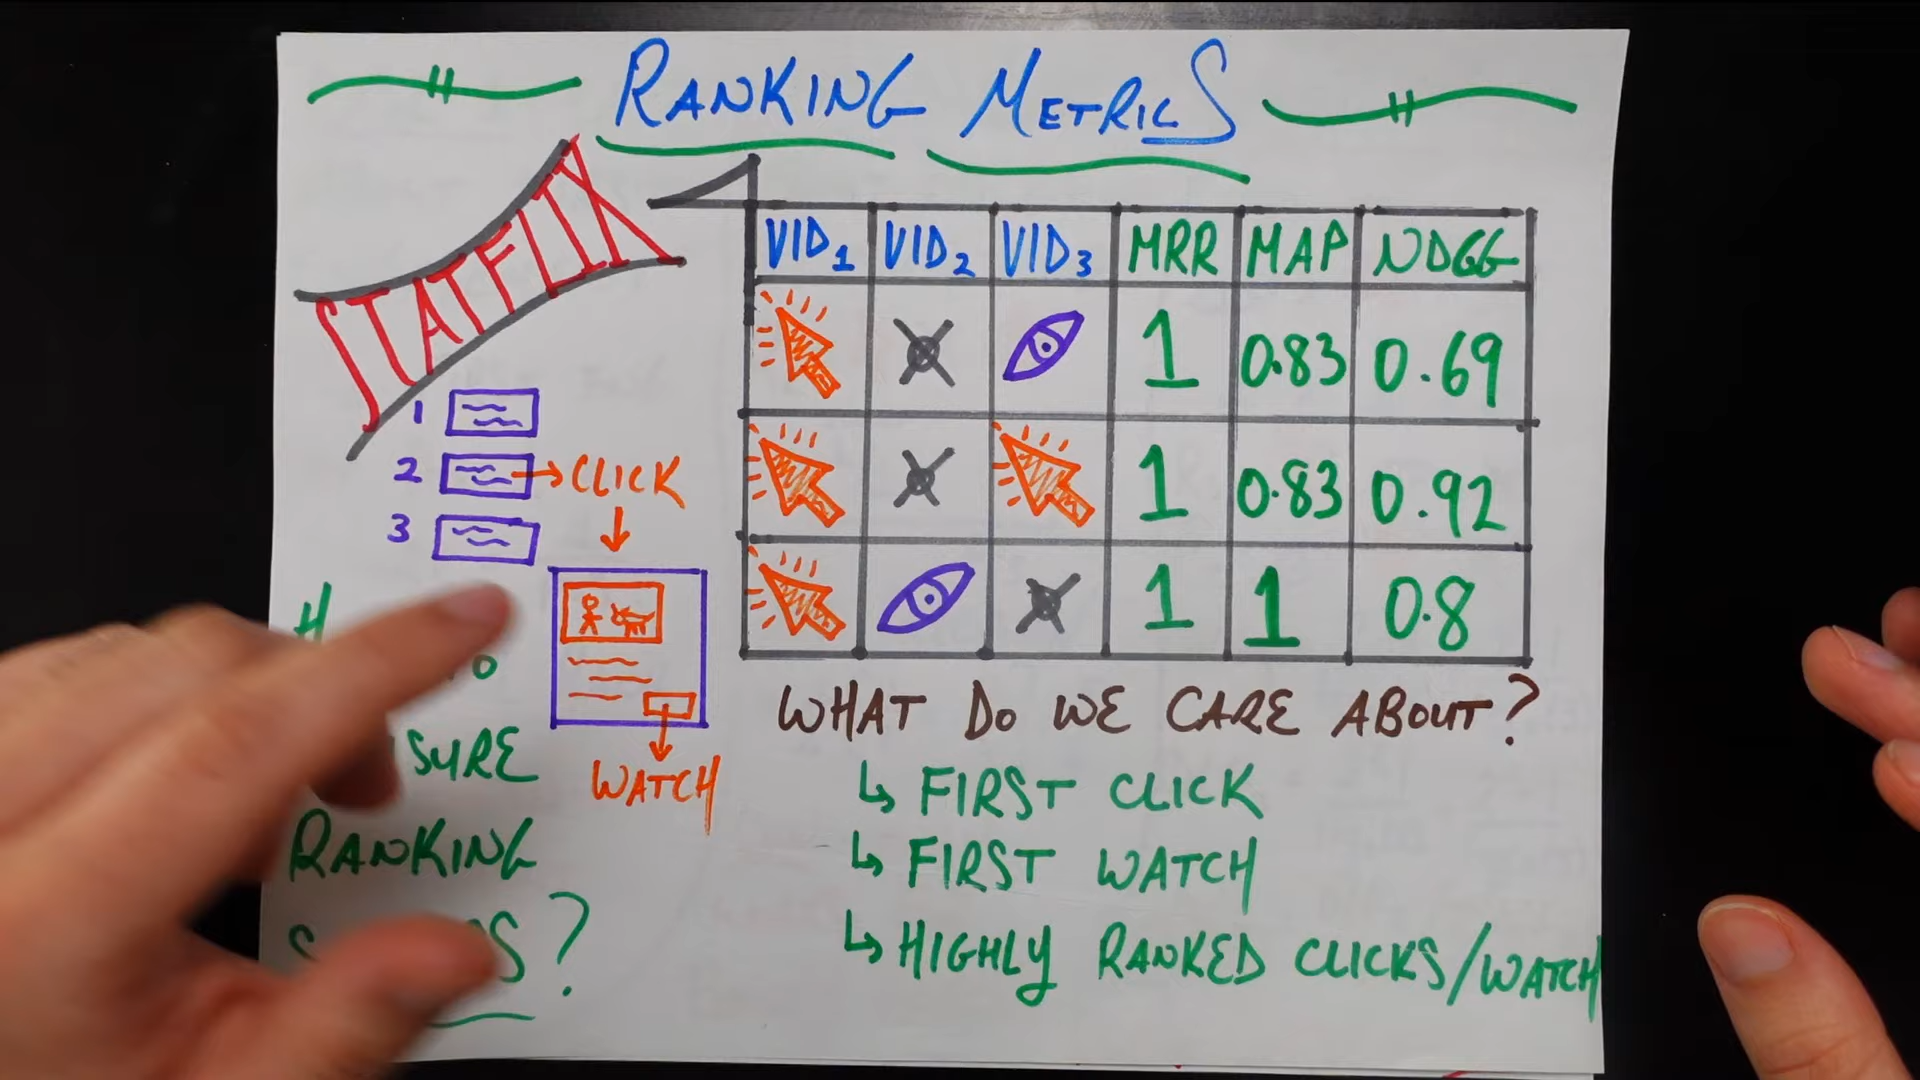 RANKING METRICS
STATFLIX
VID1 VID2 VID3 MRR MAP NDGG
1 0.83 0.69
1 0.83 0.92
1 1 0.8
1
2 → CLICK
3
WATCH
RANKING
?
WHAT DO WE CARE ABOUT?
↳ FIRST CLICK
↳ FIRST WATCH
↳ HIGHLY RANKED CLICKS/WATCH